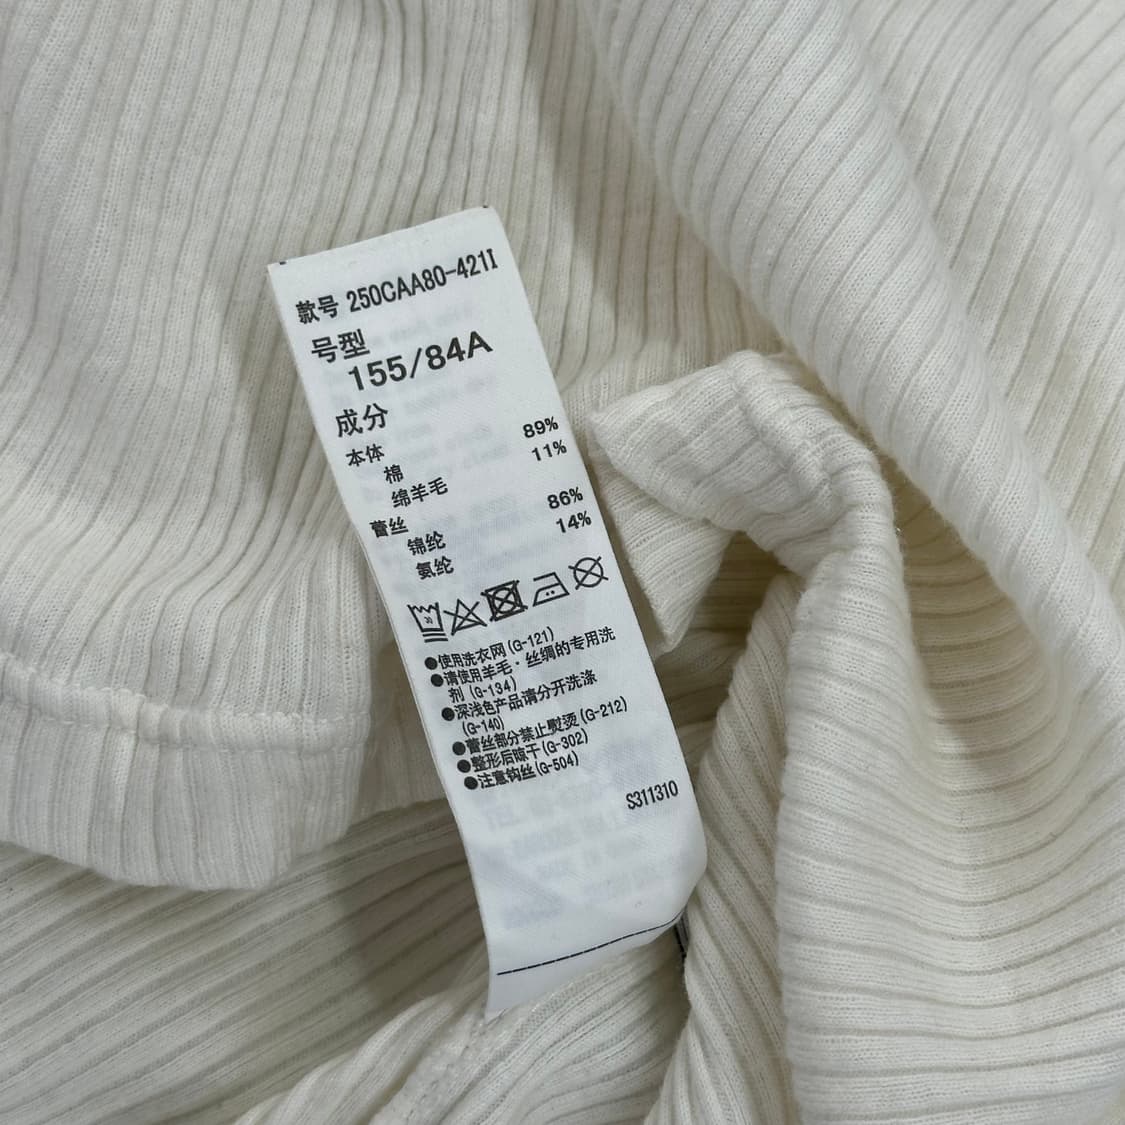 款号 250CAA80-421I
号型
155/84A
成分
本体
棉 89%
绵羊毛 11%
蕾丝
锦纶 86%
氨纶 14%
30
●使用洗衣网(G-121)
●请使用羊毛·丝绸的专用洗
剂(G-134)
●深浅色产品请分开洗涤
(G-140)
●蕾丝部分禁止熨烫(G-212)
●整形后晾干(G-302)
●注意钩丝(G-504)
S311310